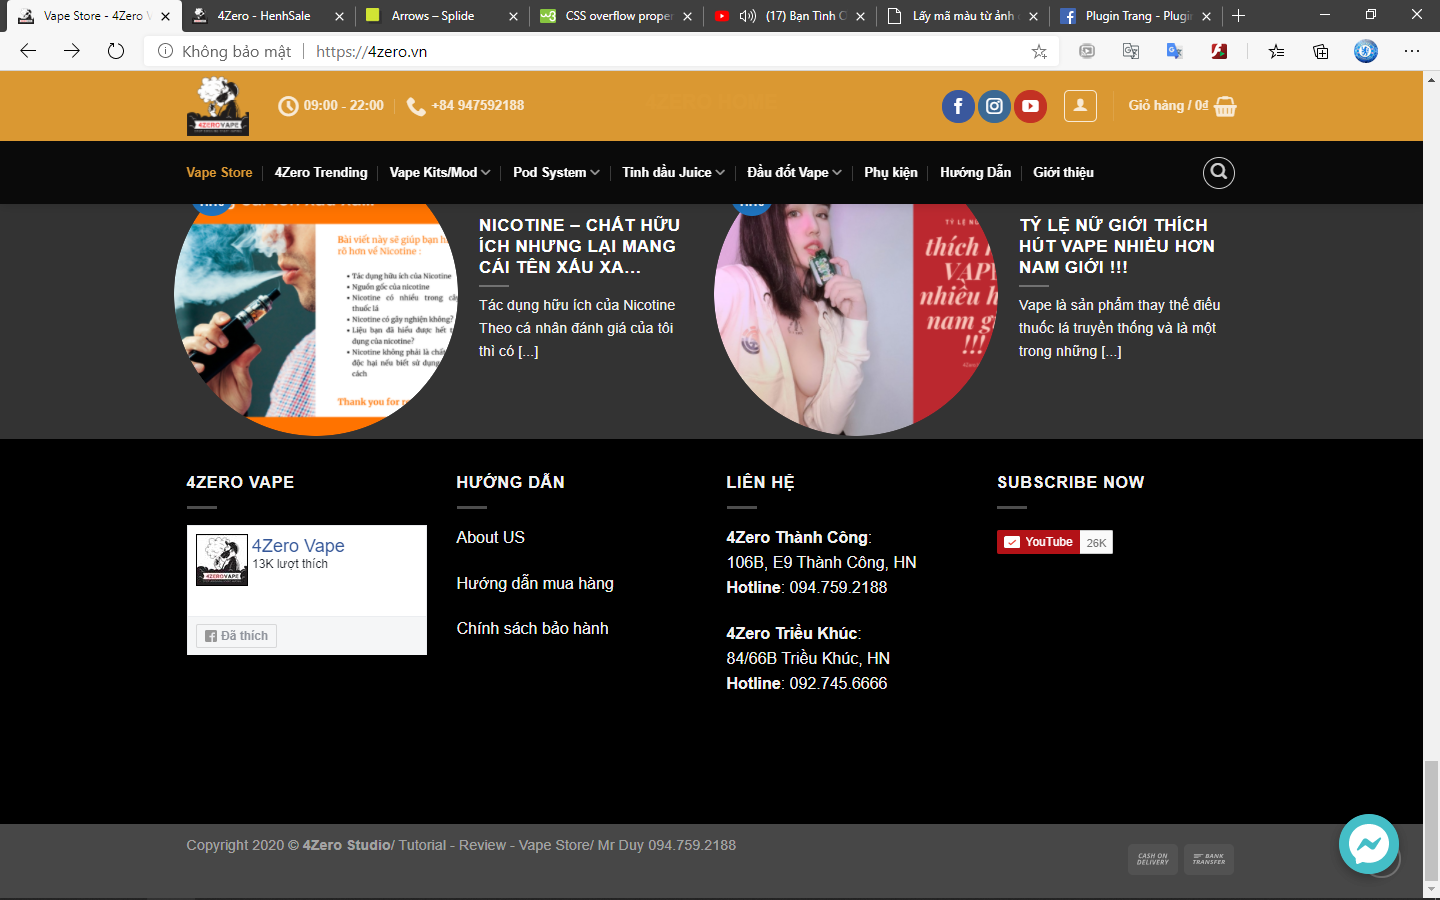 Vape Store - 4Zero V
4Zero - HenhSale
Arrows – Splide
CSS overflow proper
(17) Bạn Tình O
Lấy mã màu từ ảnh
Plugin Trang - Plugi
Không bảo mật
https://4zero.vn
4ZEROVAPE
09:00 - 22:00
+84 947592188
Giỏ hàng / 0₫
Vape Store
4Zero Trending
Vape Kits/Mod
Pod System
Tinh dầu Juice
Đầu đốt Vape
Phụ kiện
Hướng Dẫn
Giới thiệu
Bài viết này sẽ giúp bạn h
rõ hơn về Nicotine :
Tác dụng hữu ích của Nicotine
Nguồn gốc của nicotine
Nicotine có nhiều trong câ
thuốc lá
Nicotine có gây nghiện không?
Liệu bạn đã hiểu được hết
dụng của nicotine?
Nicotine không phải là chấ
độc hại nếu biết sử dụng
cách
Thank you for r
NICOTINE – CHẤT HỮU
ÍCH NHƯNG LẠI MANG
CÁI TÊN XẤU XA…
Tác dụng hữu ích của Nicotine
Theo cá nhân đánh giá của tôi
thì có [...]
TỶ LỆ NỮ
thích h
VAPE
nhiều h
nam g
!!!
TỶ LỆ NỮ GIỚI THÍCH
HÚT VAPE NHIỀU HƠN
NAM GIỚI !!!
Vape là sản phẩm thay thế điếu
thuốc lá truyền thống và là một
trong những [...]
4ZERO VAPE
4ZEROVAPE
4Zero Vape
13K lượt thích
Đã thích
HƯỚNG DẪN
About US
Hướng dẫn mua hàng
Chính sách bảo hành
LIÊN HỆ
4Zero Thành Công:
106B, E9 Thành Công, HN
Hotline: 094.759.2188
4Zero Triều Khúc:
84/66B Triều Khúc, HN
Hotline: 092.745.6666
SUBSCRIBE NOW
YouTube
26K
Copyright 2020 © 4Zero Studio/ Tutorial - Review - Vape Store/ Mr Duy 094.759.2188
CASH ON
DELIVERY
BANK
TRANSFER